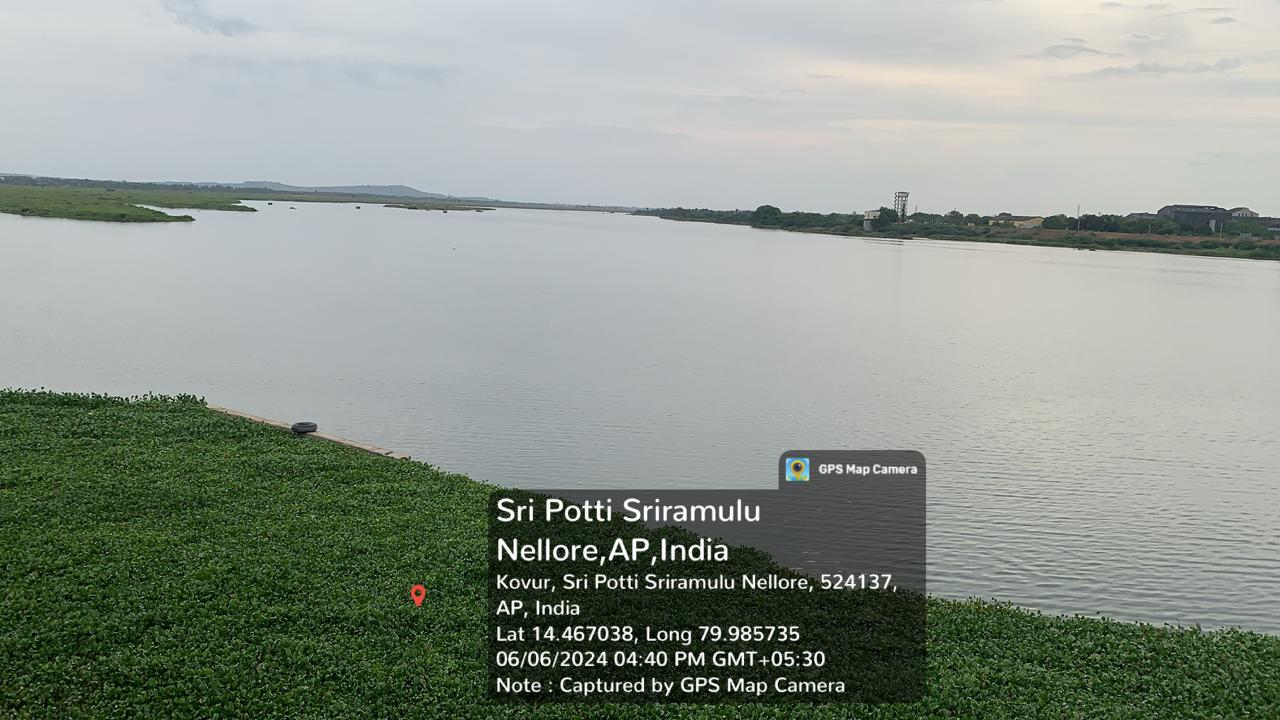 GPS Map Camera
Sri Potti Sriramulu
Nellore,AP,India
Kovur, Sri Potti Sriramulu Nellore, 524137,
AP, India
Lat 14.467038, Long 79.985735
06/06/2024 04:40 PM GMT+05:30
Note : Captured by GPS Map Camera